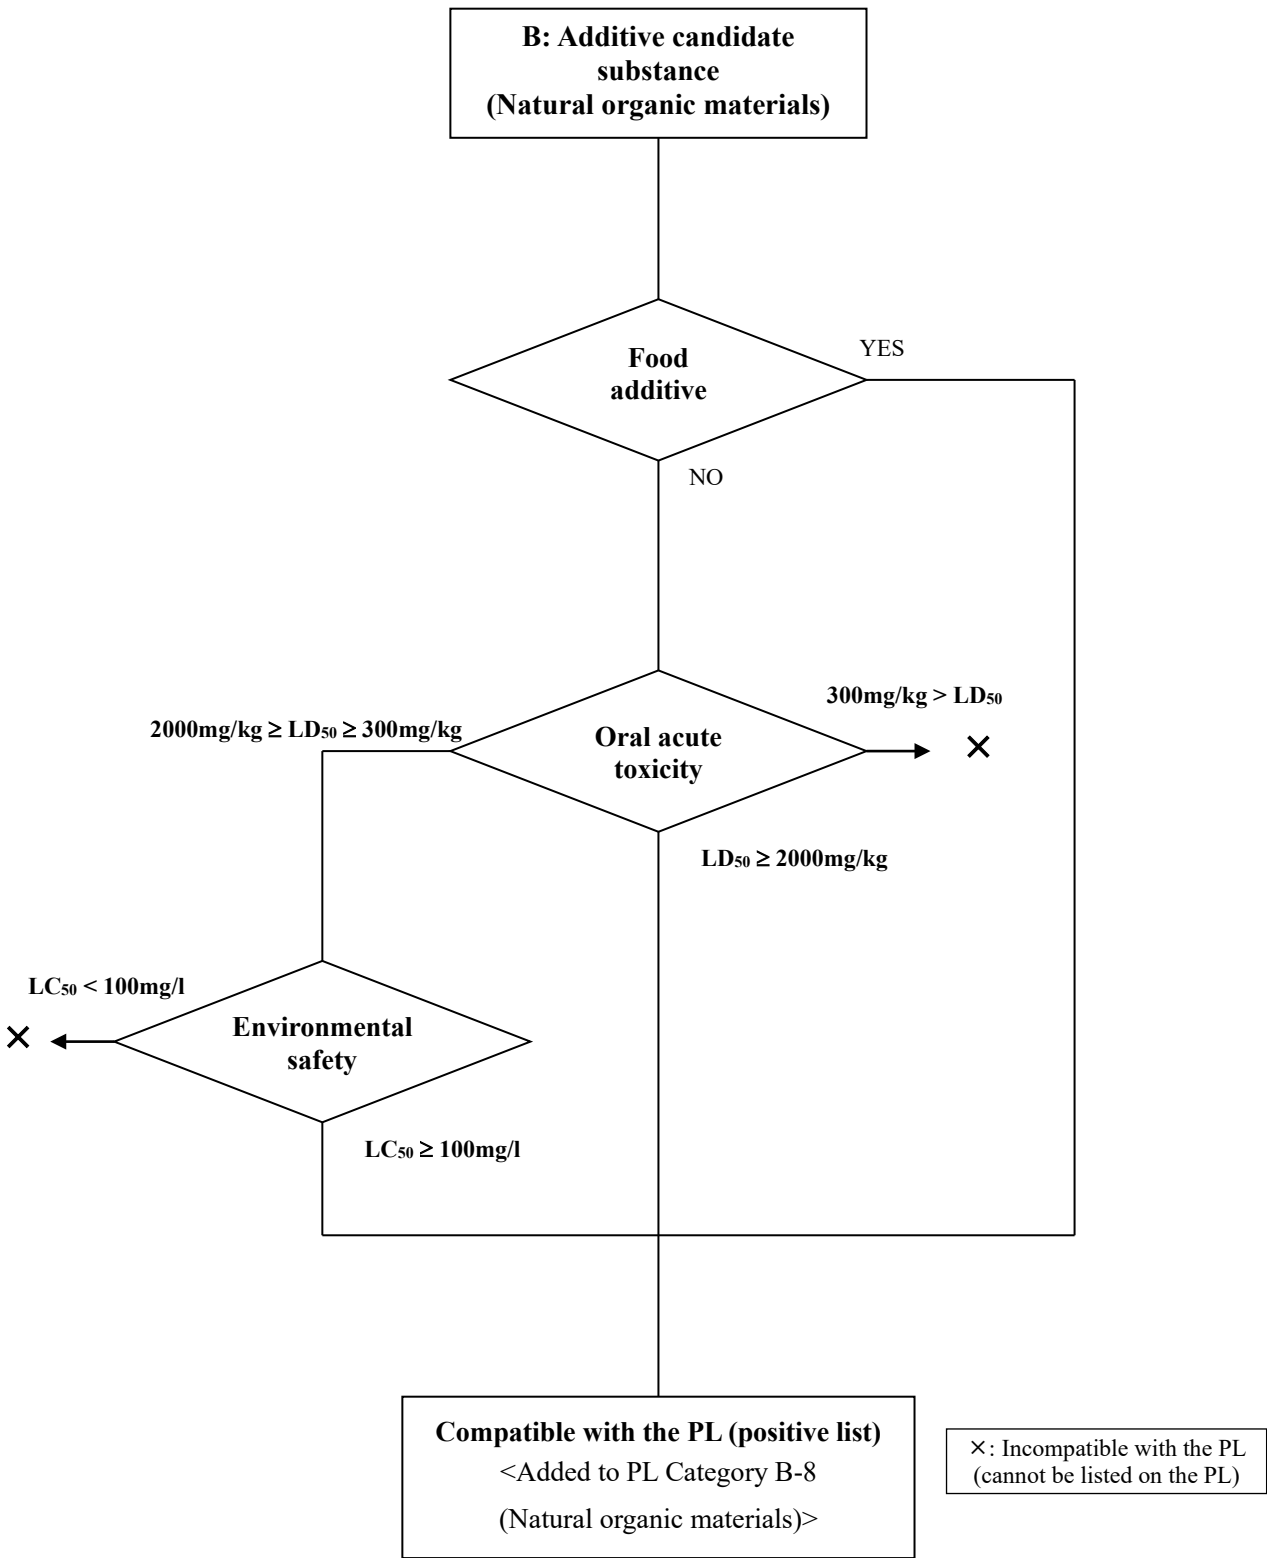 B: Additive candidate
substance
(Natural organic materials)
Food
additive
YES
NO
Oral acute
toxicity
300mg/kg > LD₅₀
×
2000mg/kg ≥ LD₅₀ ≥ 300mg/kg
LD₅₀ ≥ 2000mg/kg
LC₅₀ < 100mg/l
×
Environmental
safety
LC₅₀ ≥ 100mg/l
Compatible with the PL (positive list)
<Added to PL Category B-8
(Natural organic materials)>
×: Incompatible with the PL
(cannot be listed on the PL)